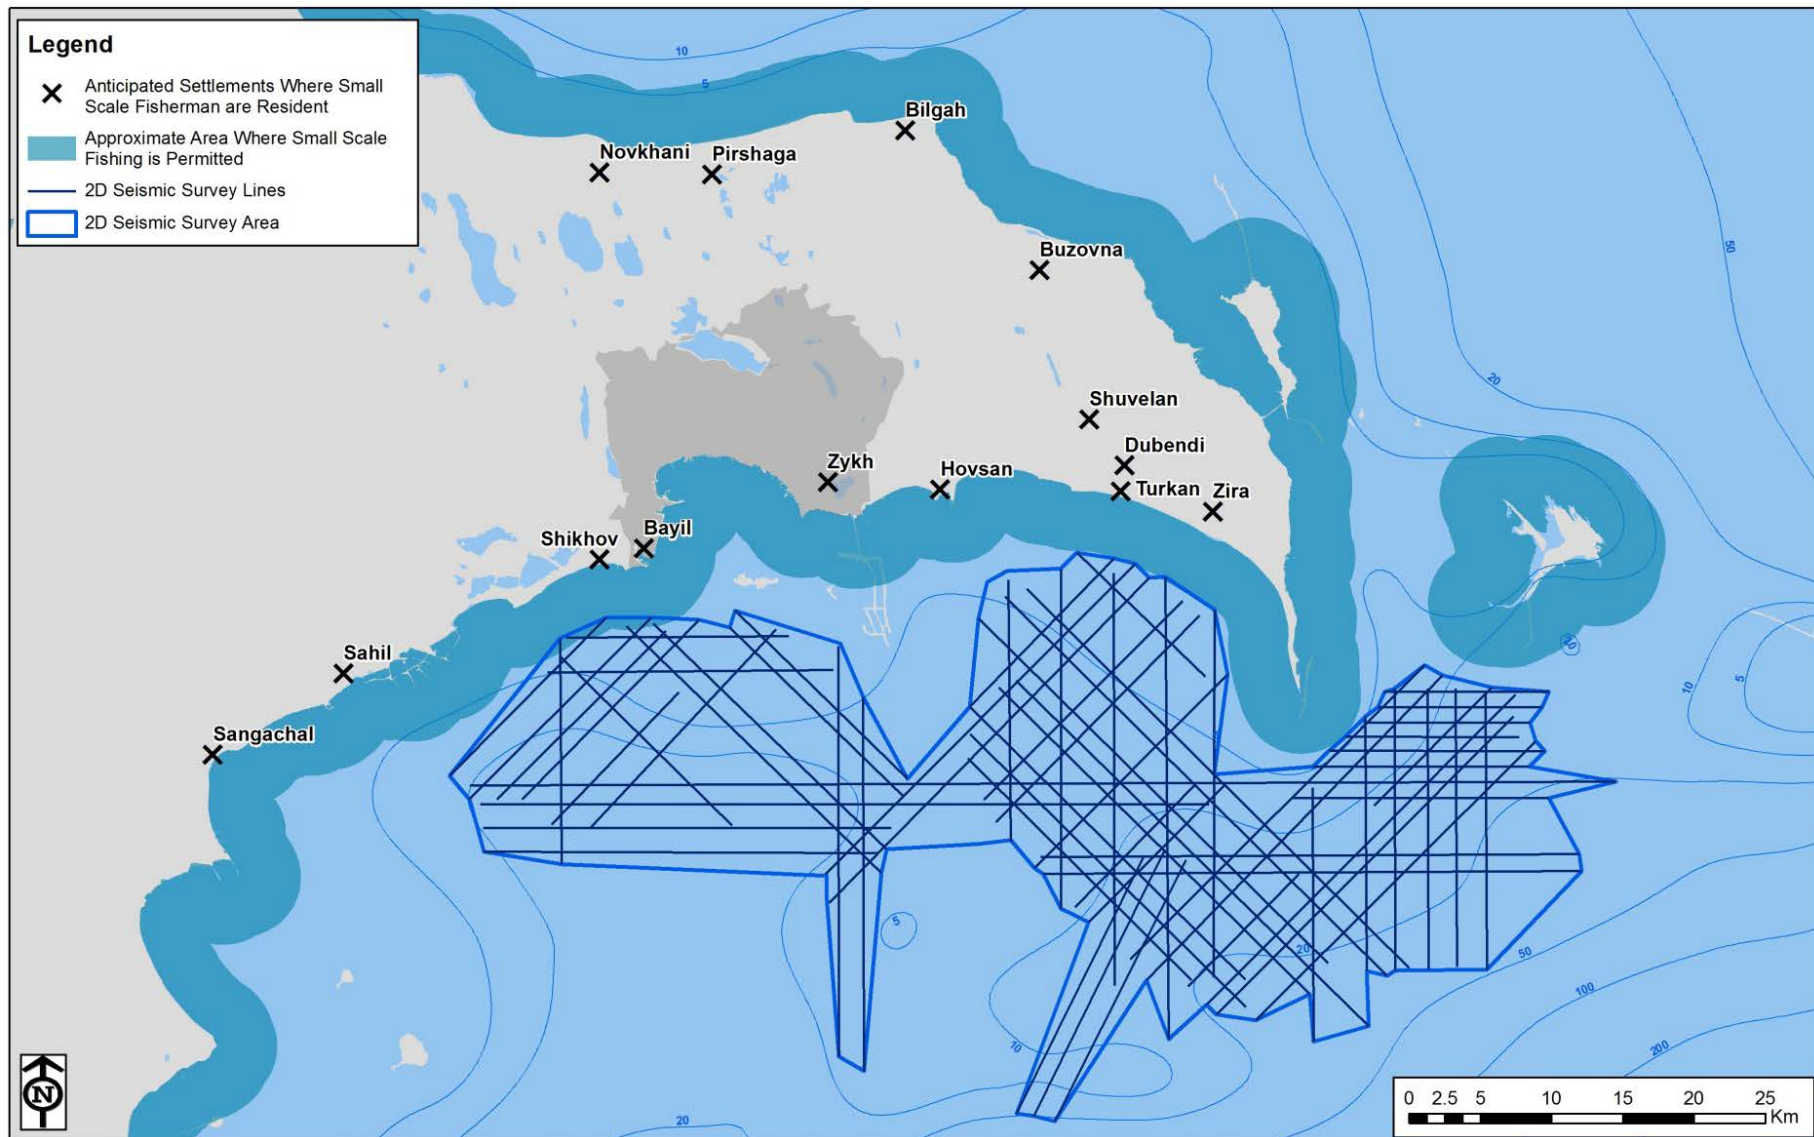 Legend
Anticipated Settlements Where Small
Scale Fisherman are Resident
Approximate Area Where Small Scale
Fishing is Permitted
2D Seismic Survey Lines
2D Seismic Survey Area
10
5
Bilgah
Novkhani
Pirshaga
50
Buzovna
20
Shuvelan
Dubendi
Zykh
Hovsan
Turkan
Zira
Bayil
Shikhov
20
Sahil
10
5
Sangachal
5
20
50
100
10
200
20
N
0 2.5 5 10 15 20 25
Km